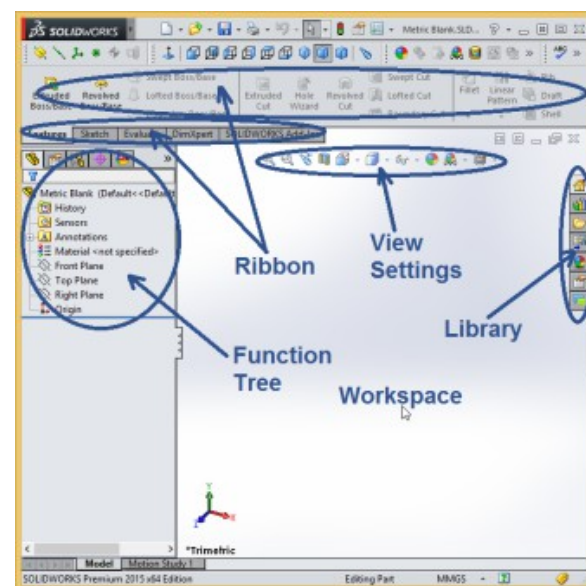 SOLIDWORKS
Metric Blank.SLD...
Swept Boss/Base
Swept Cut
Rib
Extruded Boss/Base
Revolved Boss/Base
Lofted Boss/Base
Extruded Cut
Hole Wizard
Revolved Cut
Lofted Cut
Fillet
Linear Pattern
Draft
Shell
Features
Sketch
Evaluate
DimXpert
SOLIDWORKS Add-Ins
Metric Blank (Default<<Default
History
Sensors
Annotations
Material <not specified>
Front Plane
Top Plane
Right Plane
Origin
Ribbon
View
Settings
Library
Function
Tree
Workspace
Y
X
Z
*Trimetric
Model
Motion Study 1
SOLIDWORKS Premium 2015 x64 Edition
Editing Part
MMGS